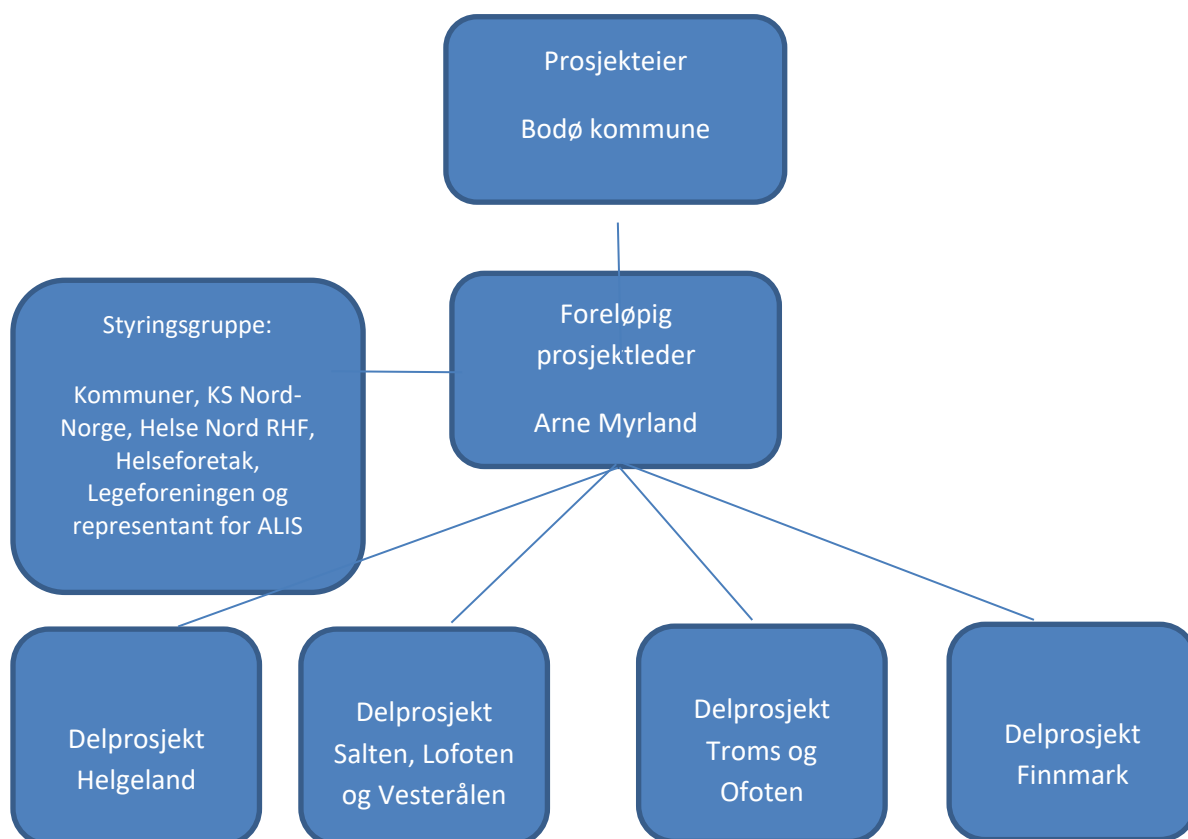 Prosjekteier
Bodø kommune
Foreløpig
prosjektleder
Arne Myrland
Styringsgruppe:
Kommuner, KS Nord-
Norge, Helse Nord RHF,
Helseforetak,
Legeforeningen og
representant for ALIS
Delprosjekt
Helgeland
Delprosjekt
Salten, Lofoten
og Vesterålen
Delprosjekt
Troms og
Ofoten
Delprosjekt
Finnmark